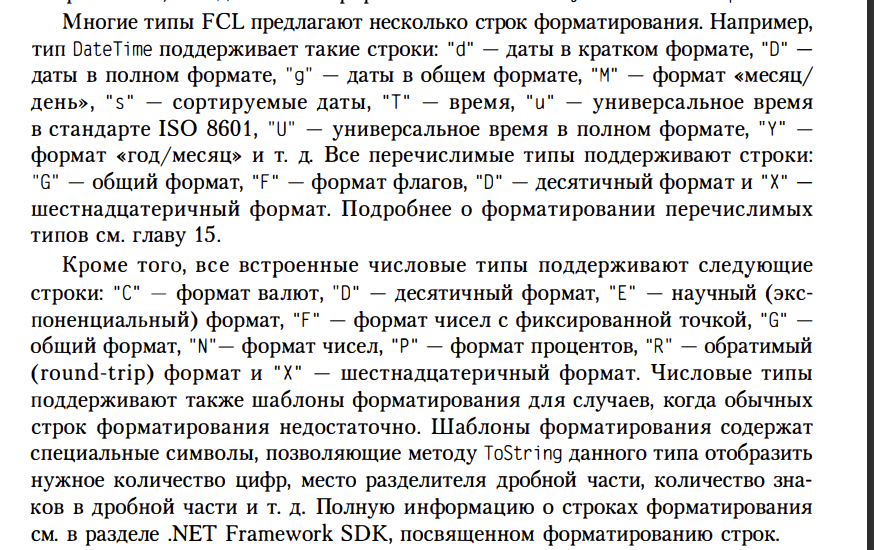 Многие типы FCL предлагают несколько строк форматирования. Например,
тип DateTime поддерживает такие строки: "d" — даты в кратком формате, "D" —
даты в полном формате, "g" — даты в общем формате, "M" — формат «месяц/
день», "s" — сортируемые даты, "T" — время, "u" — универсальное время
в стандарте ISO 8601, "U" — универсальное время в полном формате, "Y" —
формат «год/месяц» и т. д. Все перечислимые типы поддерживают строки:
"G" — общий формат, "F" — формат флагов, "D" — десятичный формат и "X" —
шестнадцатеричный формат. Подробнее о форматировании перечислимых
типов см. главу 15.
Кроме того, все встроенные числовые типы поддерживают следующие
строки: "C" — формат валют, "D" — десятичный формат, "E" — научный (экс-
поненциальный) формат, "F" — формат чисел с фиксированной точкой, "G" —
общий формат, "N"— формат чисел, "P" — формат процентов, "R" — обратимый
(round-trip) формат и "X" — шестнадцатеричный формат. Числовые типы
поддерживают также шаблоны форматирования для случаев, когда обычных
строк форматирования недостаточно. Шаблоны форматирования содержат
специальные символы, позволяющие методу ToString данного типа отобразить
нужное количество цифр, место разделителя дробной части, количество зна-
ков в дробной части и т. д. Полную информацию о строках форматирования
см. в разделе .NET Framework SDK, посвященном форматированию строк.